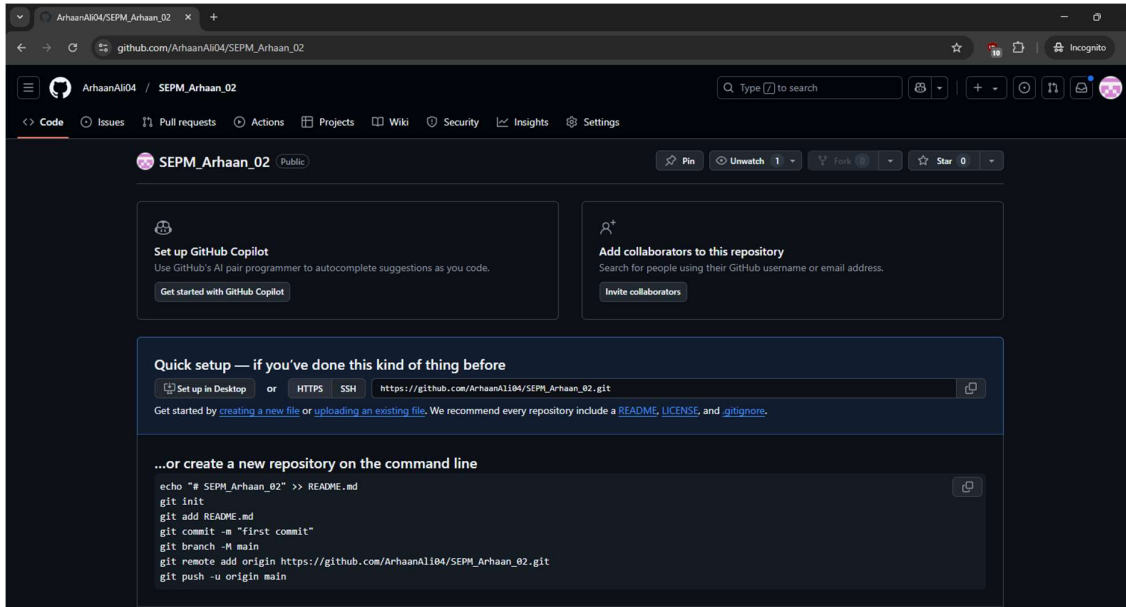 ArhaanAli04/SEPM_Arhaan_02
github.com/ArhaanAli04/SEPM_Arhaan_02
10
Incognito
ArhaanAli04 / SEPM_Arhaan_02
Type / to search
Code Issues Pull requests Actions Projects Wiki Security Insights Settings
SEPM_Arhaan_02 Public
Pin Unwatch 1 Fork 0 Star 0
Set up GitHub Copilot
Use GitHub's AI pair programmer to autocomplete suggestions as you code.
Get started with GitHub Copilot
Add collaborators to this repository
Search for people using their GitHub username or email address.
Invite collaborators
Quick setup — if you've done this kind of thing before
Set up in Desktop or HTTPS SSH https://github.com/ArhaanAli04/SEPM_Arhaan_02.git
Get started by creating a new file or uploading an existing file. We recommend every repository include a README, LICENSE, and .gitignore.
...or create a new repository on the command line
echo "# SEPM_Arhaan_02" >> README.md
git init
git add README.md
git commit -m "first commit"
git branch -M main
git remote add origin https://github.com/ArhaanAli04/SEPM_Arhaan_02.git
git push -u origin main